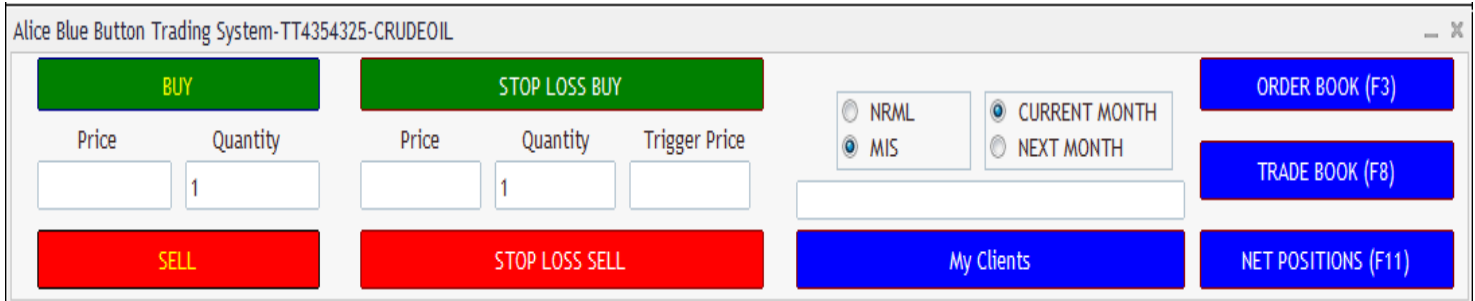 Alice Blue Button Trading System-TT4354325-CRUDEOIL
BUY
STOP LOSS BUY
ORDER BOOK (F3)
NRML
CURRENT MONTH
Price
Quantity
Price
Quantity
Trigger Price
MIS
NEXT MONTH
TRADE BOOK (F8)
1
1
SELL
STOP LOSS SELL
My Clients
NET POSITIONS (F11)